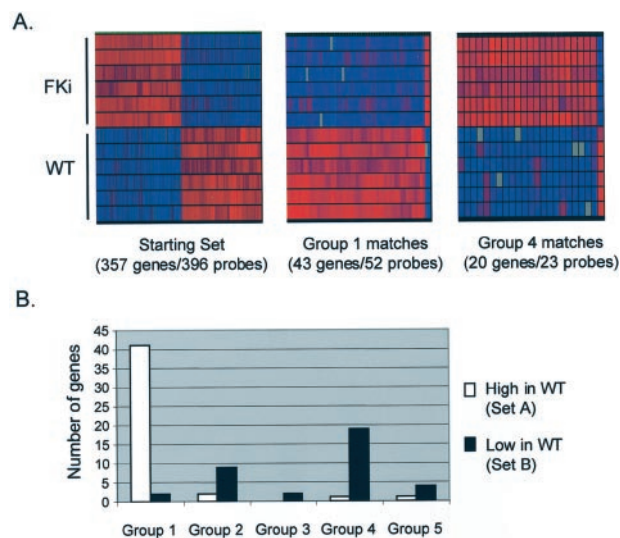 A.
FKi
WT
Starting Set
(357 genes/396 probes)
Group 1 matches
(43 genes/52 probes)
Group 4 matches
(20 genes/23 probes)
B.
Number of genes
45
40
35
30
25
20
15
10
5
0
Group 1
Group 2
Group 3
Group 4
Group 5
High in WT
(Set A)
Low in WT
(Set B)